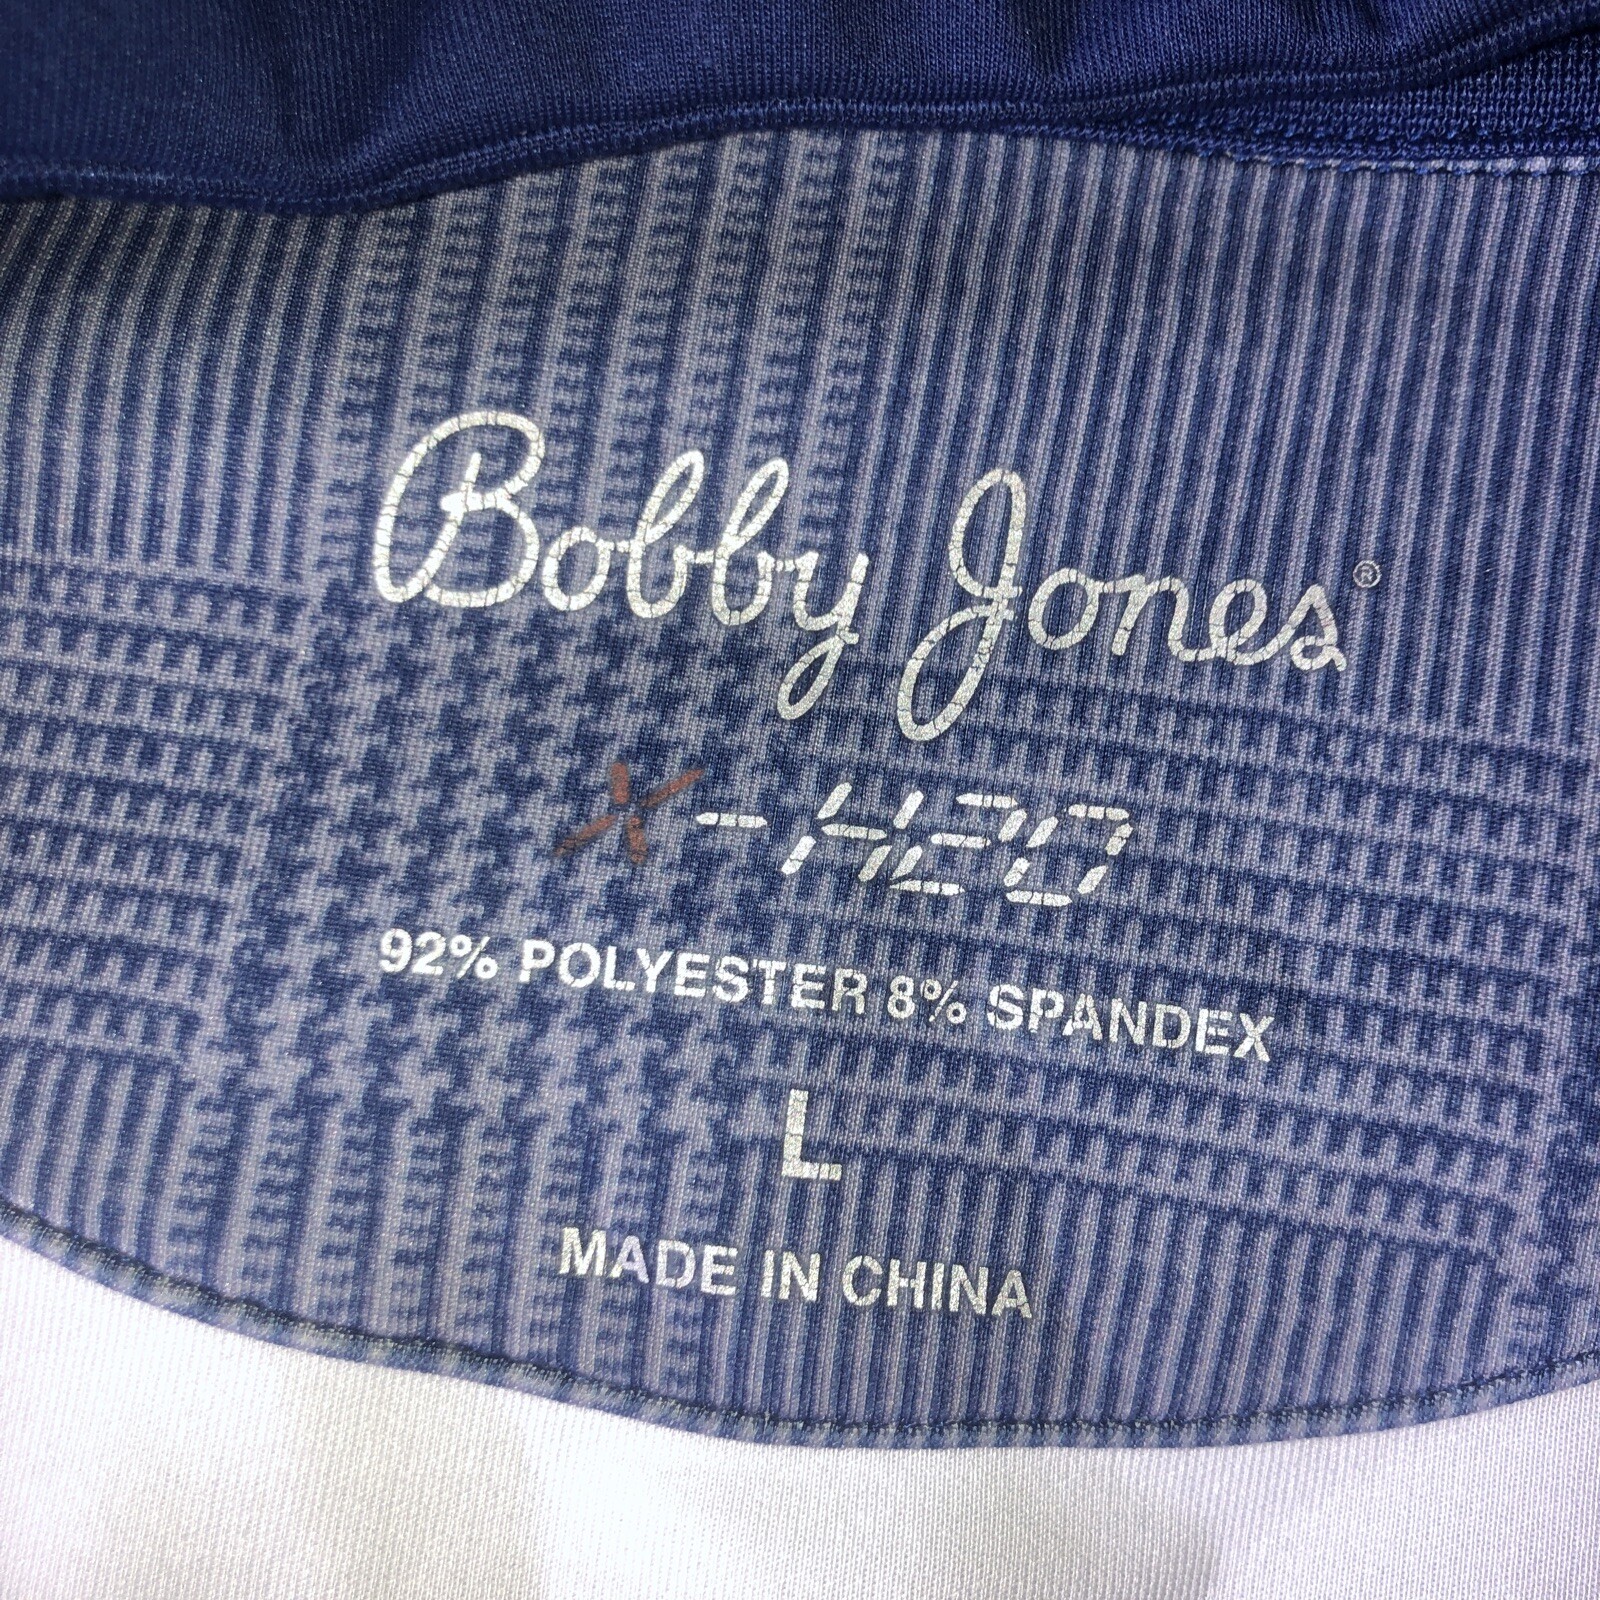 Bobby Jones®
X-H2O
92% POLYESTER 8% SPANDEX
L
MADE IN CHINA